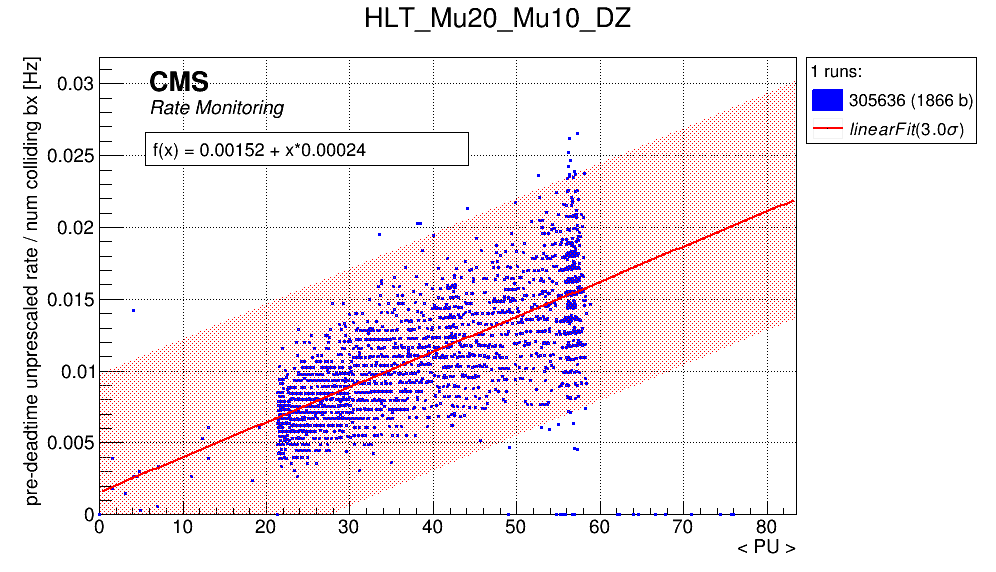 HLT_Mu20_Mu10_DZ
pre-deadtime unprescaled rate / num colliding bx [Hz]
0.03
0.025
0.02
0.015
0.01
0.005
0
CMS
Rate Monitoring
f(x) = 0.00152 + x*0.00024
0 10 20 30 40 50 60 70 80
< PU >
1 runs:
305636 (1866 b)
linearFit(3.0σ)